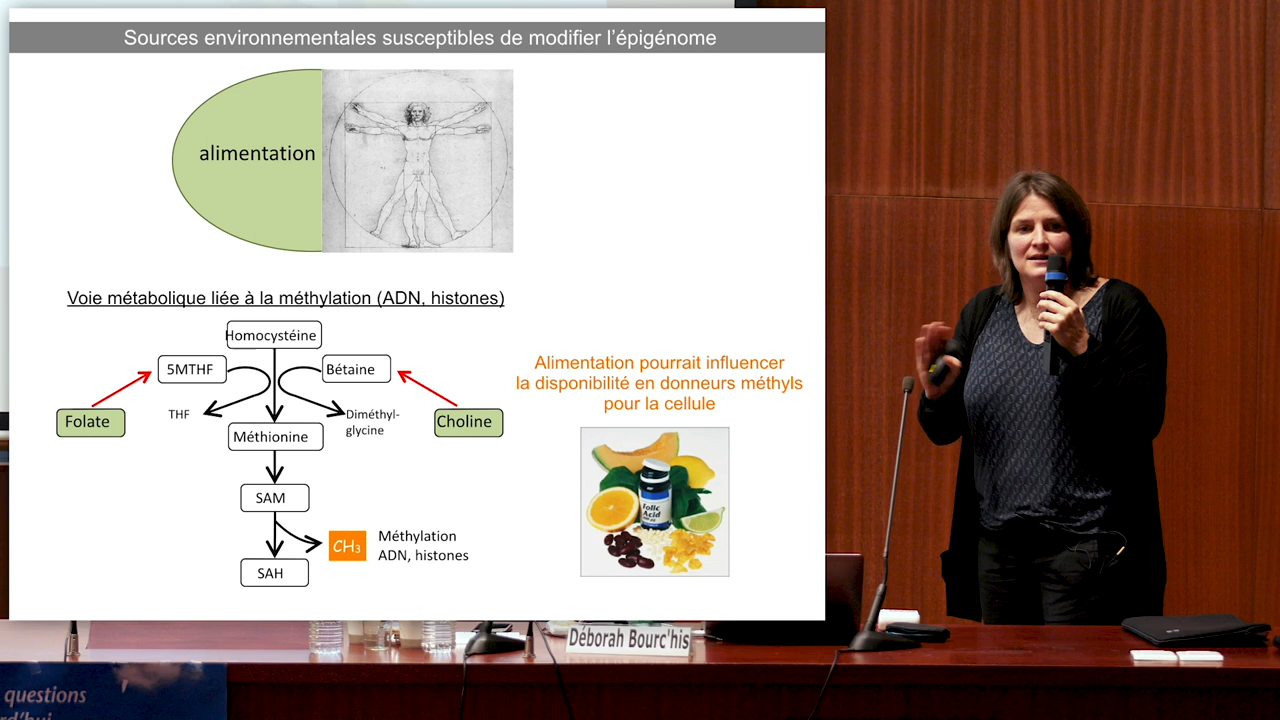 Sources environnementales susceptibles de modifier l'épigénome
alimentation
Voie métabolique liée à la méthylation (ADN, histones)
Homocystéine
5MTHF
Bétaine
Folate
THF
Diméthyl-
glycine
Choline
Méthionine
SAM
CH3
Méthylation
ADN, histones
SAH
Alimentation pourrait influencer
la disponibilité en donneurs méthyls
pour la cellule
Folic
Acid
Déborah Bourc'his
questions